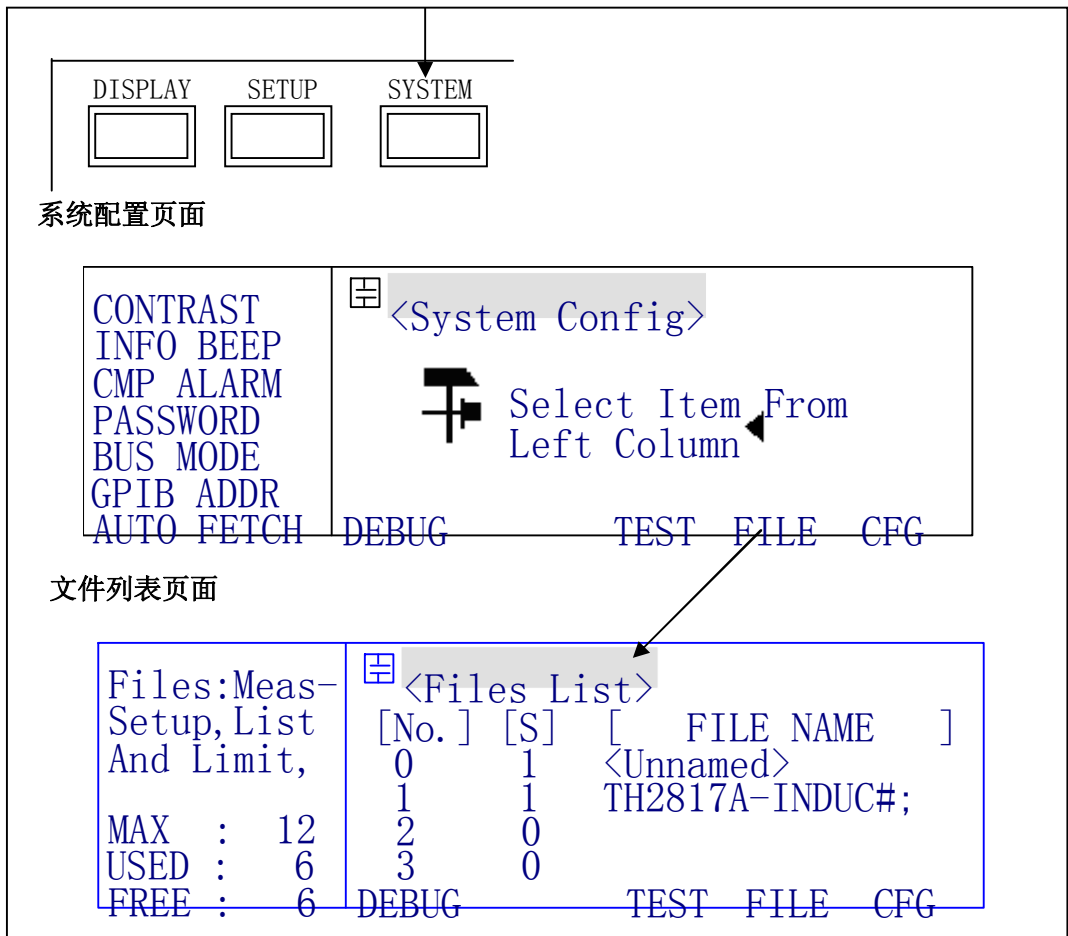 DISPLAY SETUP SYSTEM
系统配置页面
CONTRAST
INFO BEEP
CMP ALARM
PASSWORD
BUS MODE
GPIB ADDR
AUTO FETCH
<System Config>
Select Item From
Left Column
DEBUG TEST FILE CFG
文件列表页面
Files:Meas-
Setup,List
And Limit,
MAX : 12
USED : 6
FREE : 6
<Files List>
[No.] [S] [ FILE NAME ]
0 1 <Unnamed>
1 1 TH2817A-INDUC#;
2 0
3 0
DEBUG TEST FILE CFG